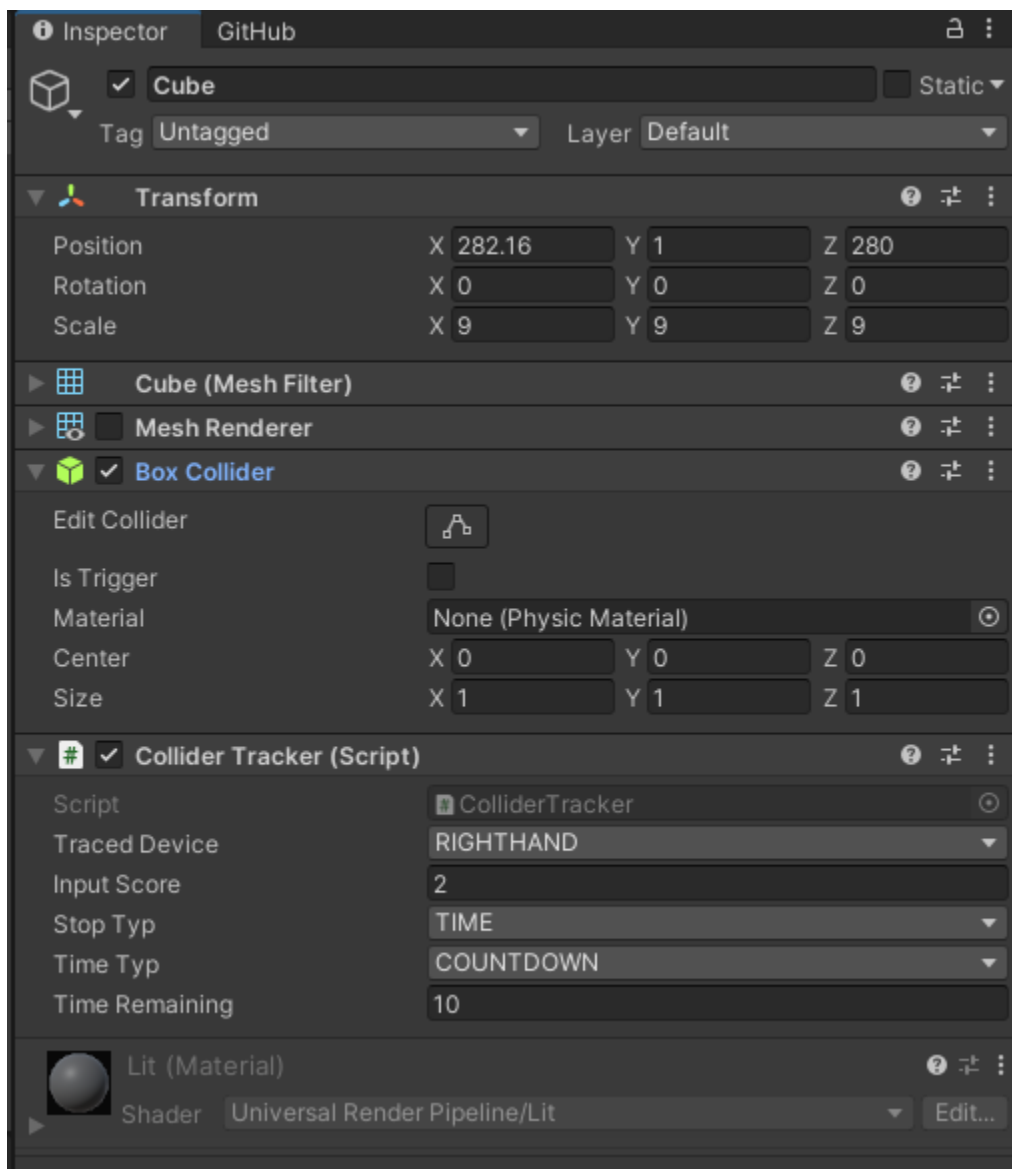 Inspector GitHub
Cube Static
Tag Untagged Layer Default
Transform
Position X 282.16 Y 1 Z 280
Rotation X 0 Y 0 Z 0
Scale X 9 Y 9 Z 9
Cube (Mesh Filter)
Mesh Renderer
Box Collider
Edit Collider
Is Trigger
Material None (Physic Material)
Center X 0 Y 0 Z 0
Size X 1 Y 1 Z 1
# Collider Tracker (Script)
Script # ColliderTracker
Traced Device RIGHTHAND
Input Score 2
Stop Typ TIME
Time Typ COUNTDOWN
Time Remaining 10
Lit (Material)
Shader Universal Render Pipeline/Lit Edit...